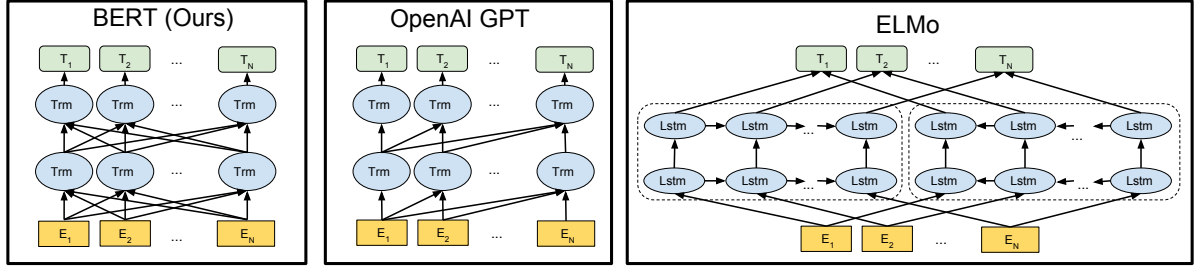 BERT (Ours)
T1 T2 ... TN
Trm Trm ... Trm
Trm Trm ... Trm
E1 E2 ... EN
OpenAI GPT
T1 T2 ... TN
Trm Trm ... Trm
Trm Trm ... Trm
E1 E2 ... EN
ELMo
T1 T2 ... TN
Lstm Lstm ... Lstm Lstm Lstm ... Lstm
Lstm Lstm ... Lstm Lstm Lstm ... Lstm
E1 E2 ... EN